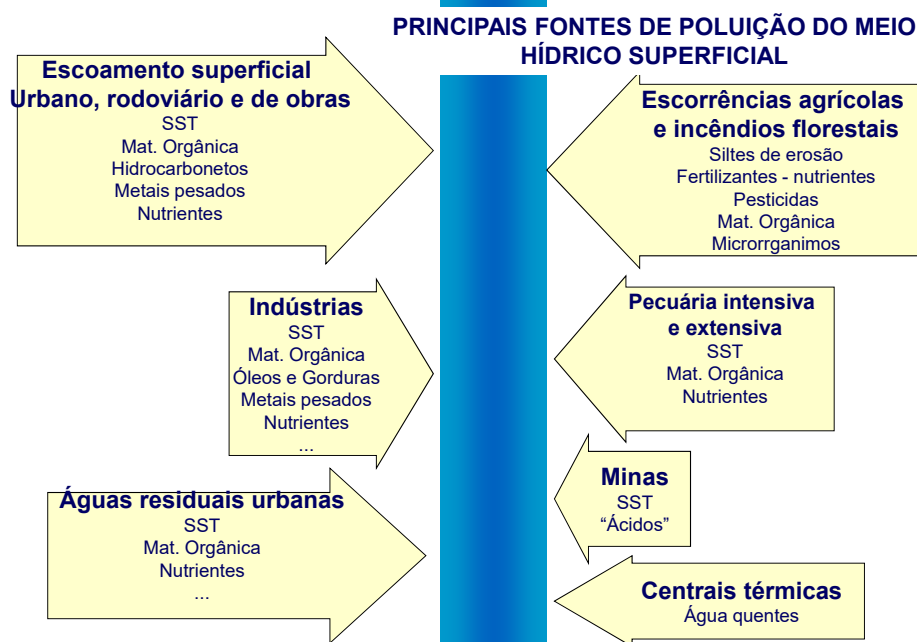 PRINCIPAIS FONTES DE POLUIÇÃO DO MEIO
HÍDRICO SUPERFICIAL
Escoamento superficial
Urbano, rodoviário e de obras
SST
Mat. Orgânica
Hidrocarbonetos
Metais pesados
Nutrientes
Escorrências agrícolas
e incêndios florestais
Siltes de erosão
Fertilizantes - nutrientes
Pesticidas
Mat. Orgânica
Microrrganimos
Indústrias
SST
Mat. Orgânica
Óleos e Gorduras
Metais pesados
Nutrientes
...
Pecuária intensiva
e extensiva
SST
Mat. Orgânica
Nutrientes
Águas residuais urbanas
SST
Mat. Orgânica
Nutrientes
...
Minas
SST
“Ácidos”
Centrais térmicas
Água quentes